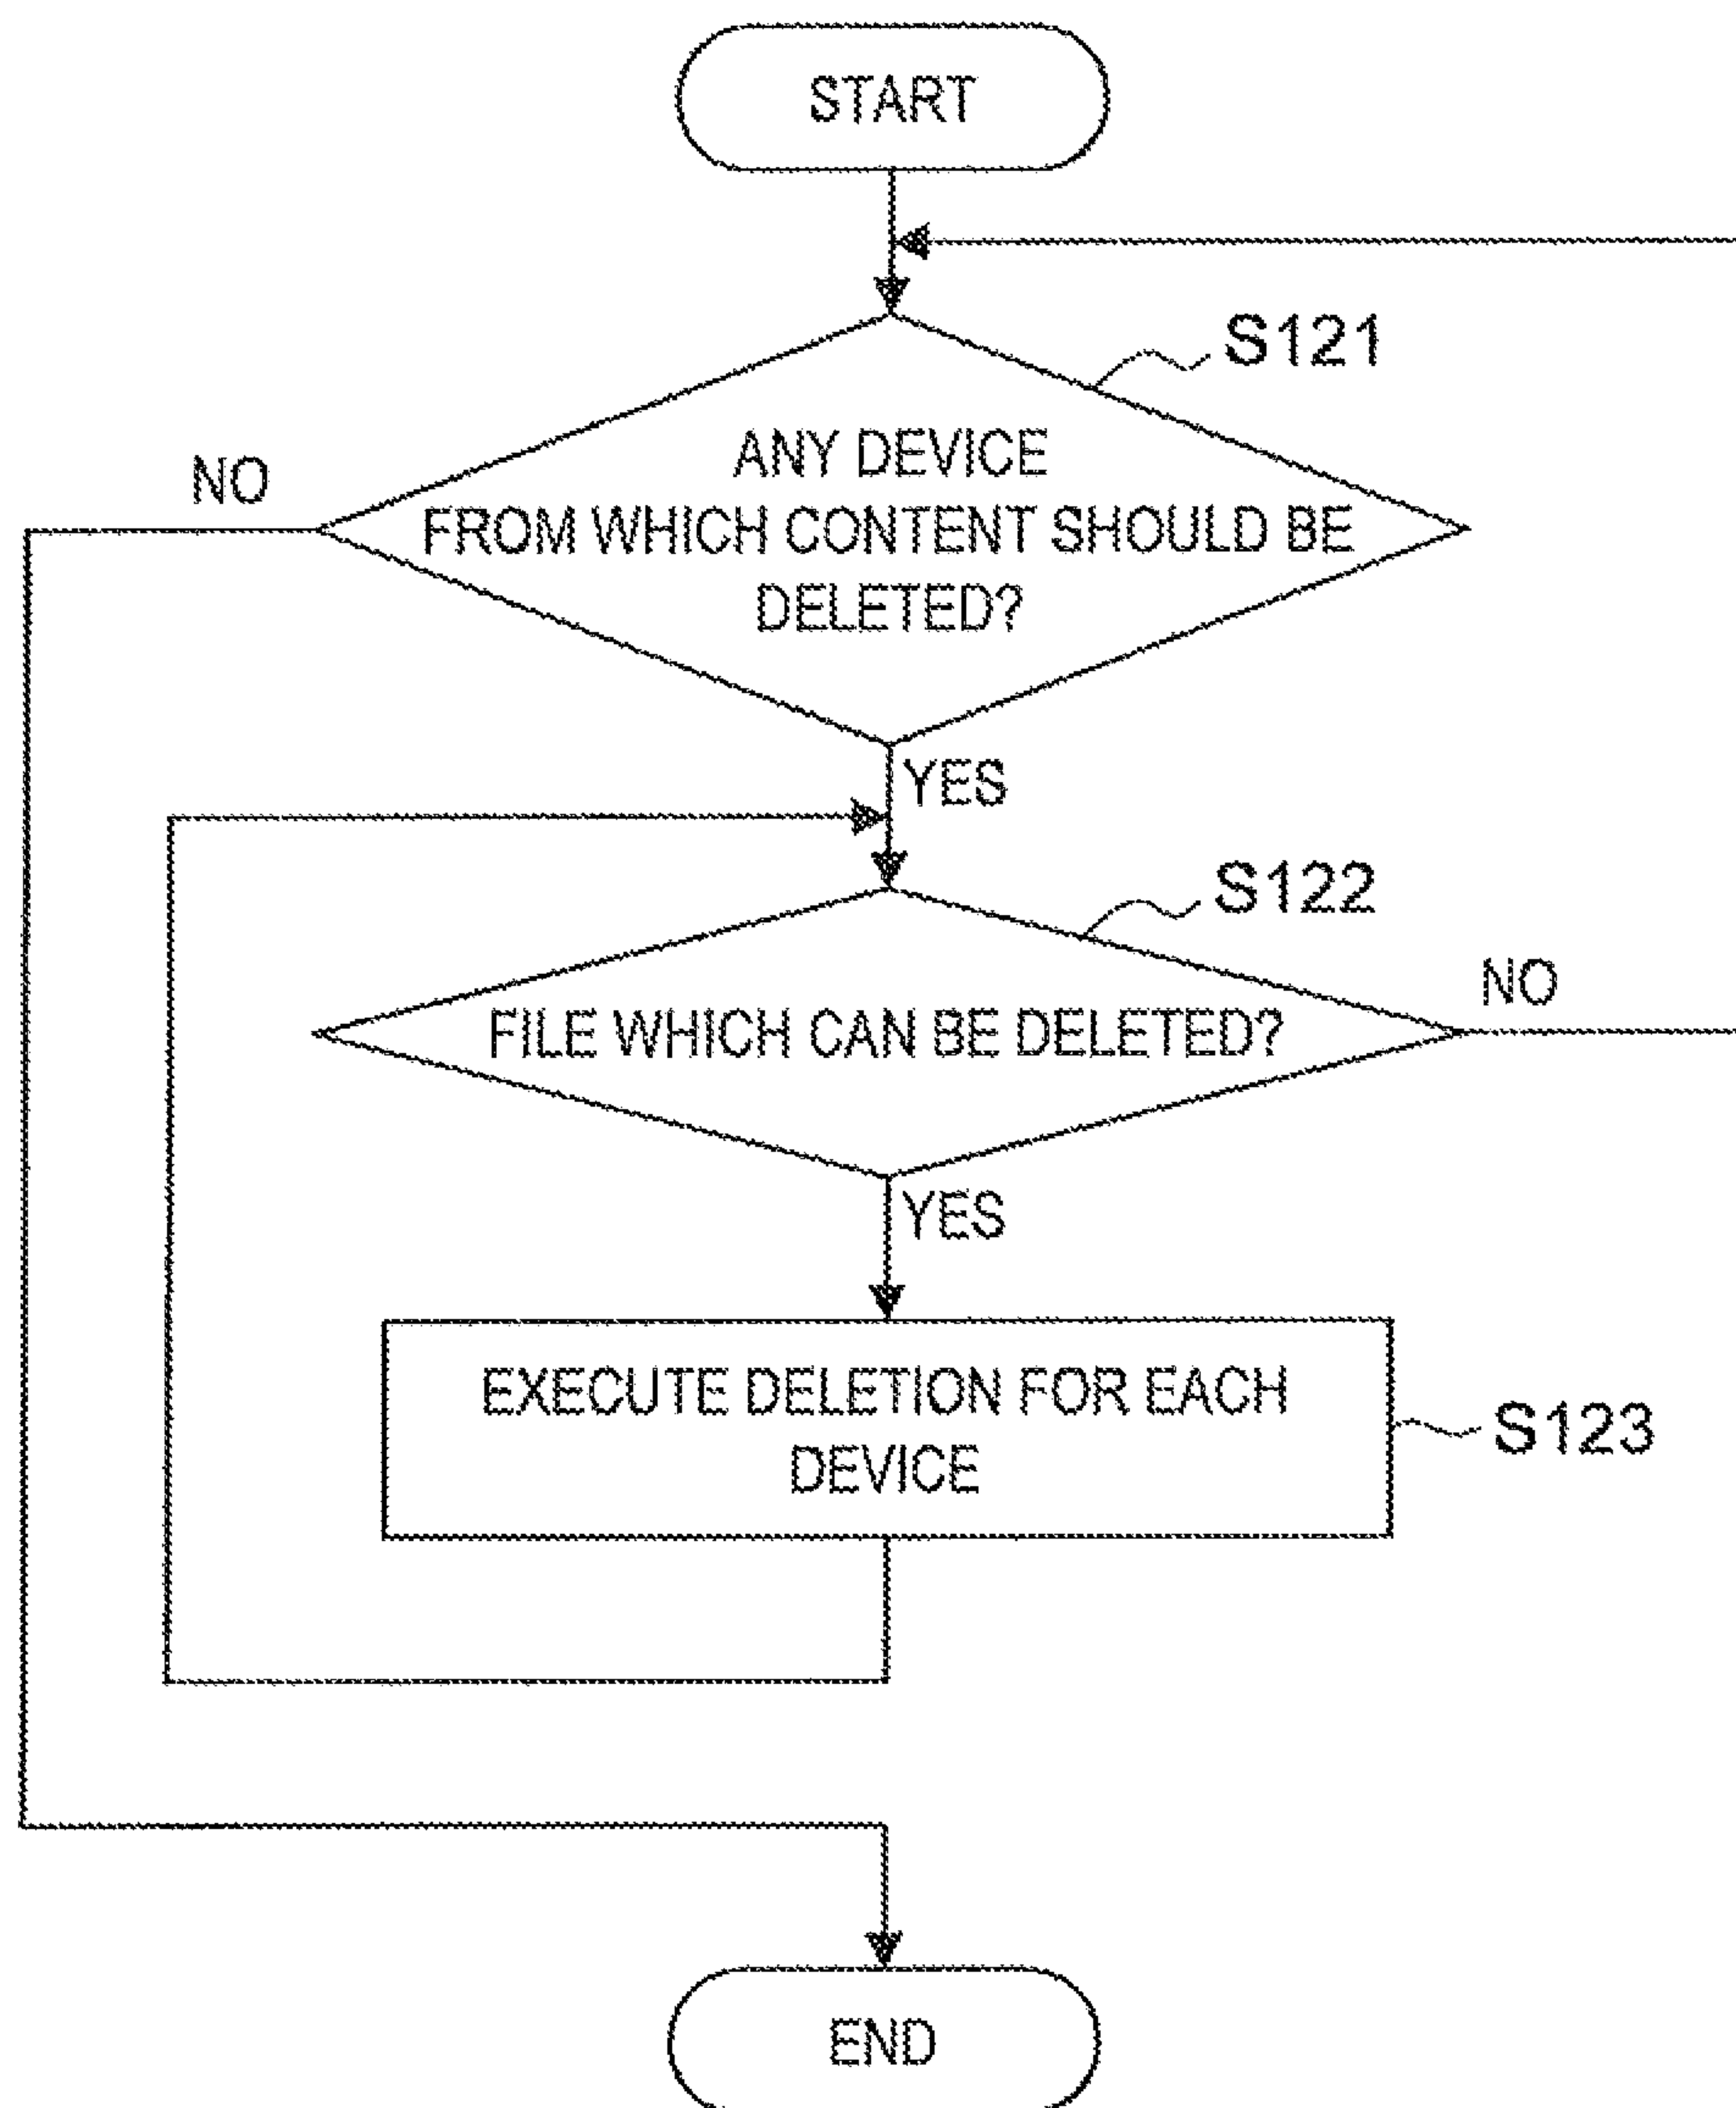 START
S121
ANY DEVICE
FROM WHICH CONTENT SHOULD BE
DELETED?
NO
YES
S122
FILE WHICH CAN BE DELETED?
NO
YES
EXECUTE DELETION FOR EACH
DEVICE
S123
END